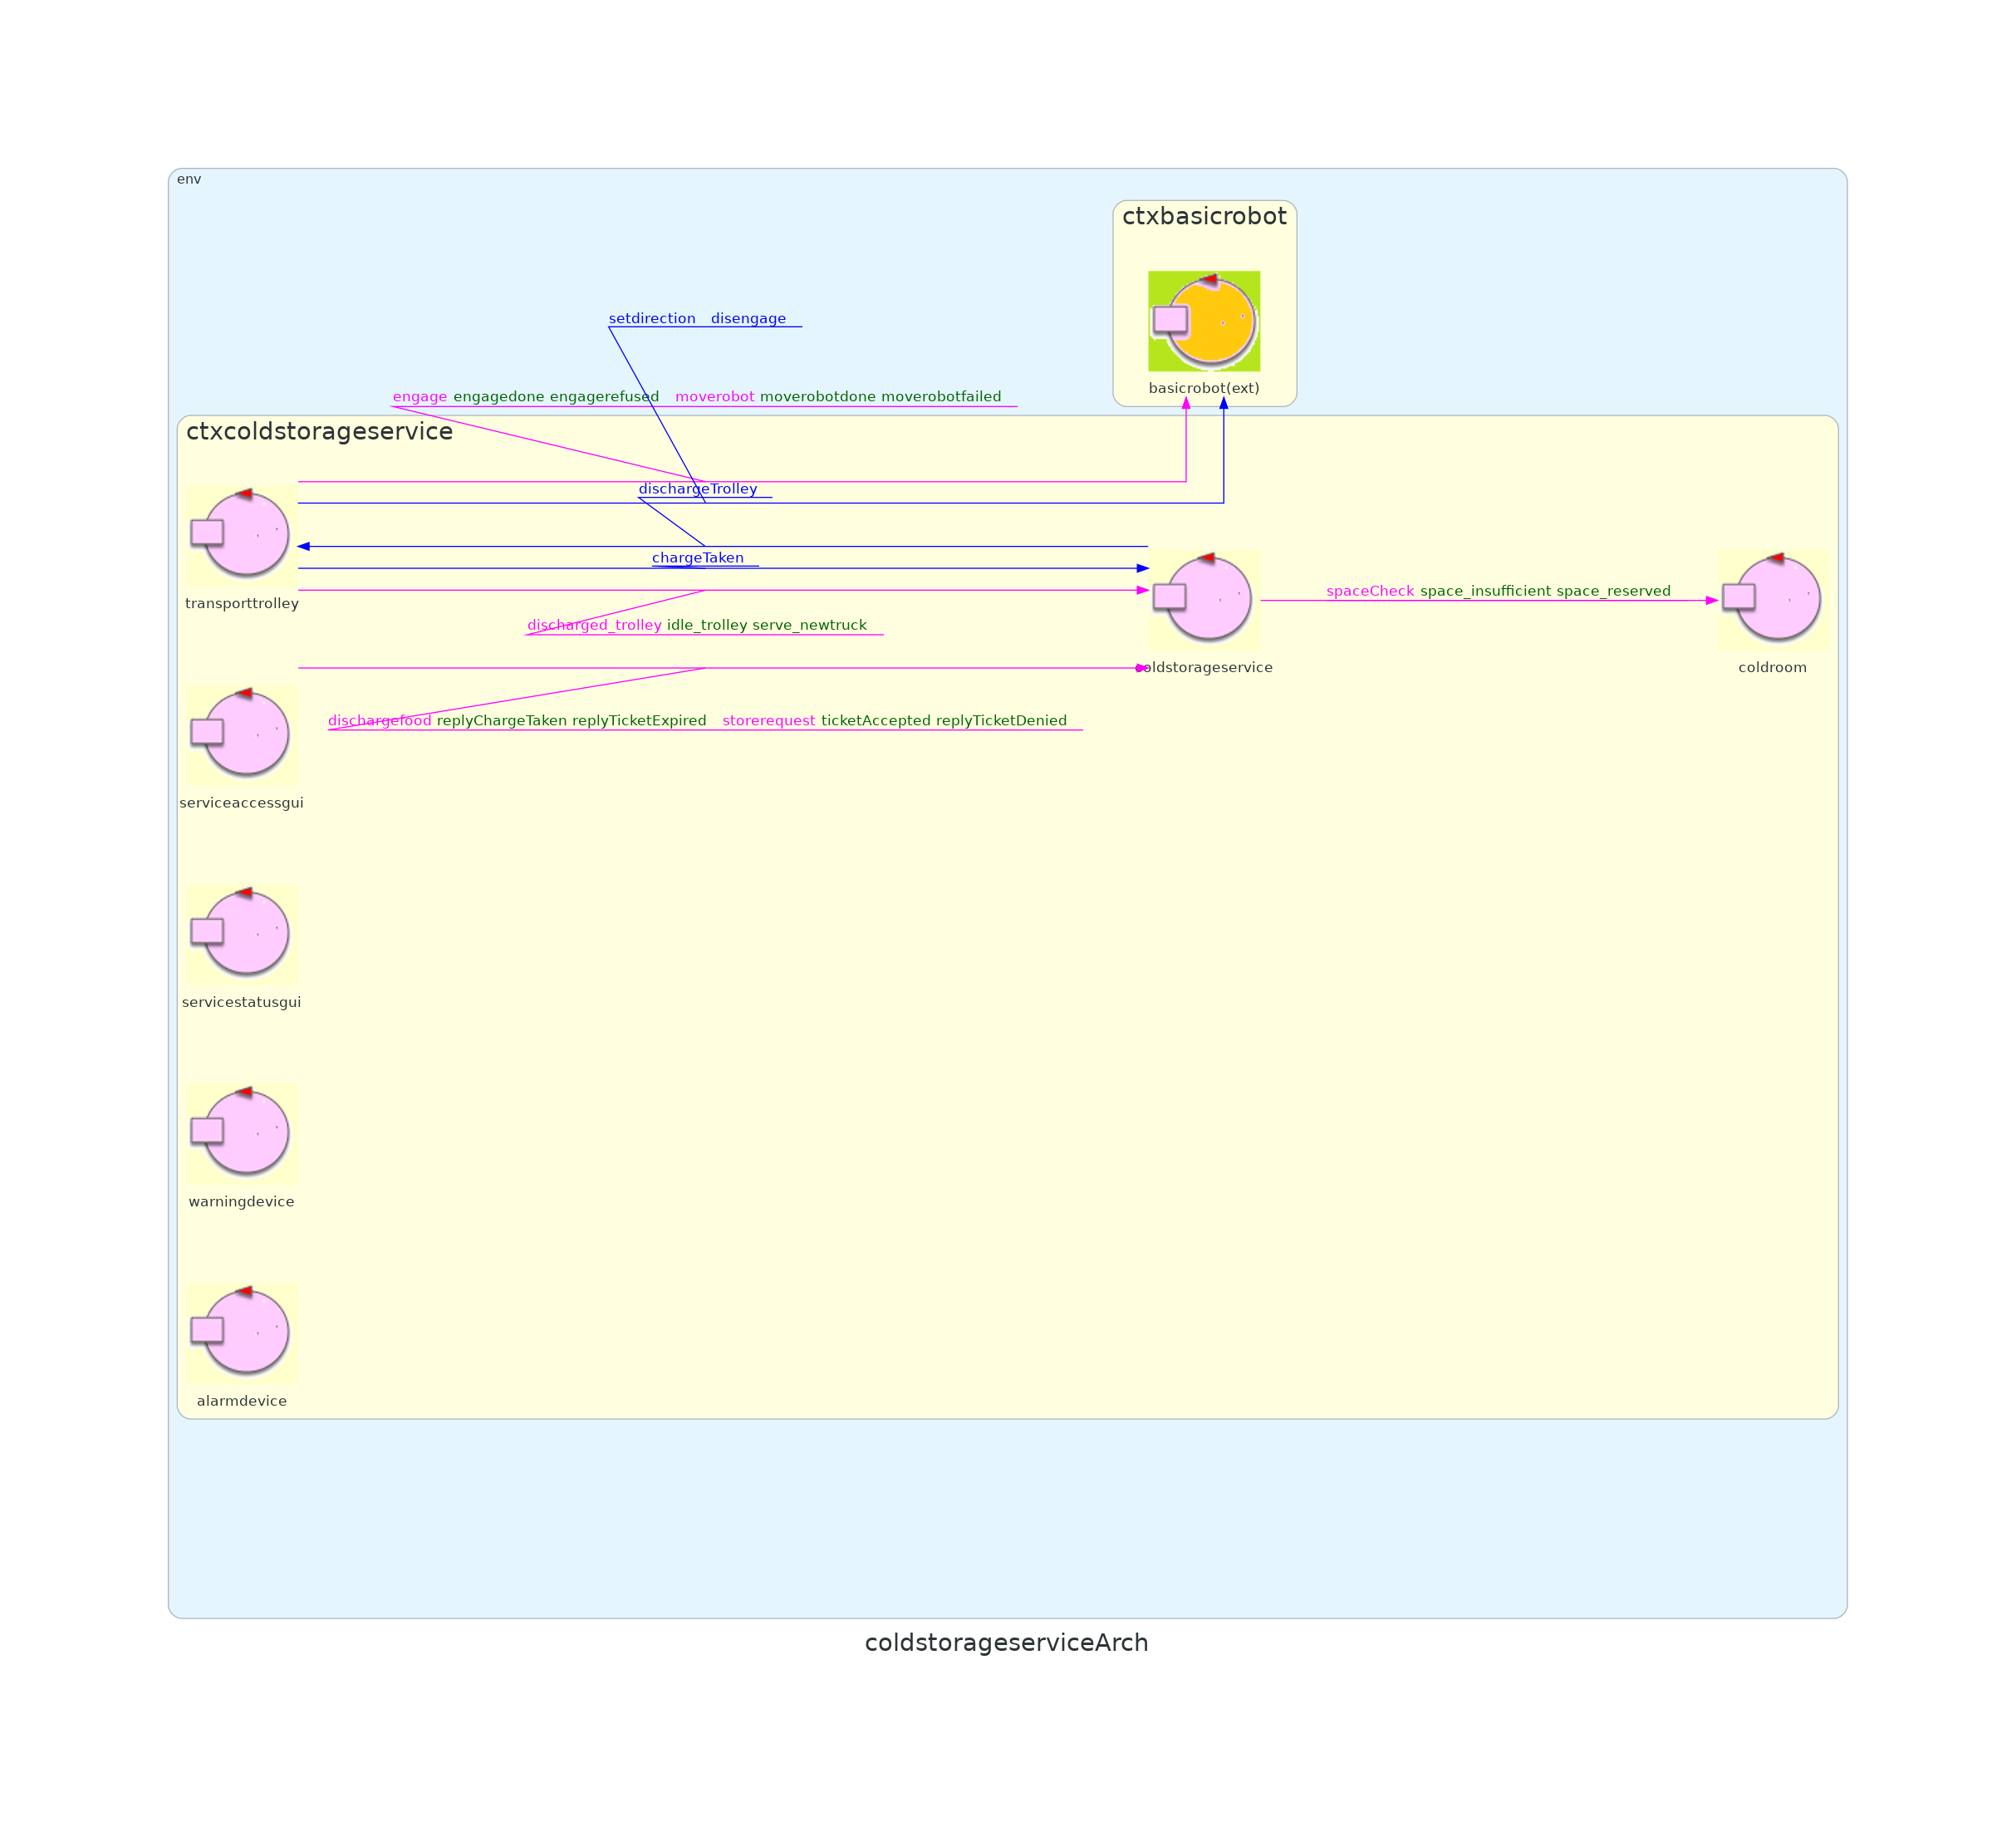 env
ctxbasicrobot
setdirection disengage
basicrobot(ext)
engage engagedone engagerefused moverobot moverobotdone moverobotfailed
ctxcoldstorageservice
dischargeTrolley
chargeTaken
spaceCheck space_insufficient space_reserved
transporttrolley
discharged_trolley idle_trolley serve_newtruck
coldstorageservice
coldroom
dischargefood replyChargeTaken replyTicketExpired storerequest ticketAccepted replyTicketDenied
serviceaccessgui
servicestatusgui
warningdevice
alarmdevice
coldstorageserviceArch